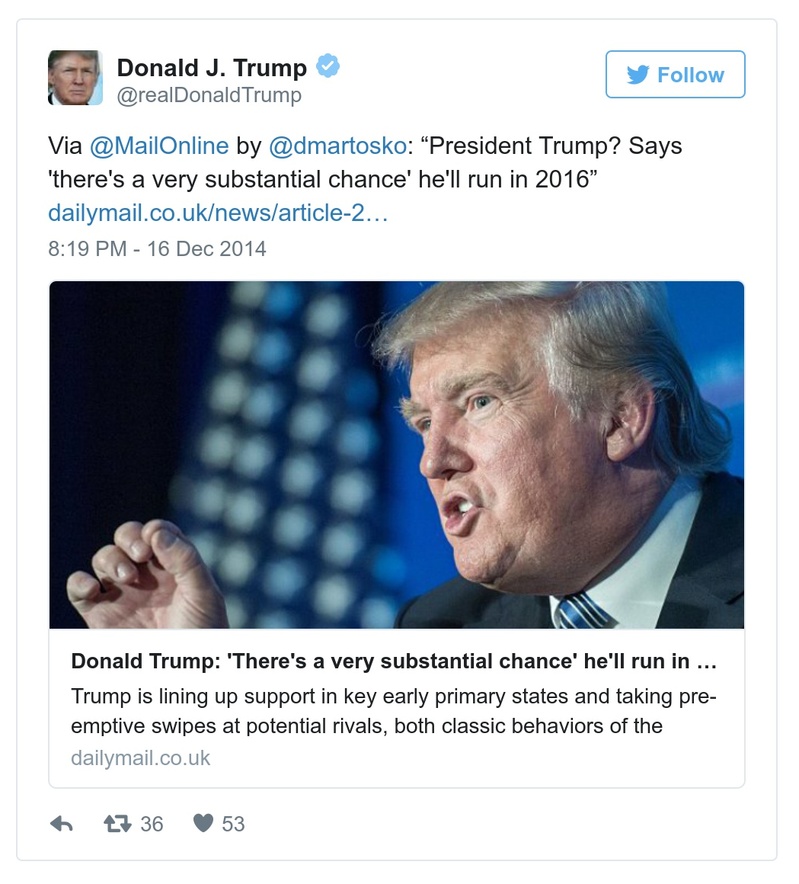 Donald J. Trump
Follow
@realDonaldTrump
Via @MailOnline by @dmartosko: “President Trump? Says
'there's a very substantial chance' he'll run in 2016”
dailymail.co.uk/news/article-2…
8:19 PM - 16 Dec 2014
Donald Trump: 'There's a very substantial chance' he'll run in ...
Trump is lining up support in key early primary states and taking pre-
emptive swipes at potential rivals, both classic behaviors of the
dailymail.co.uk
36 53